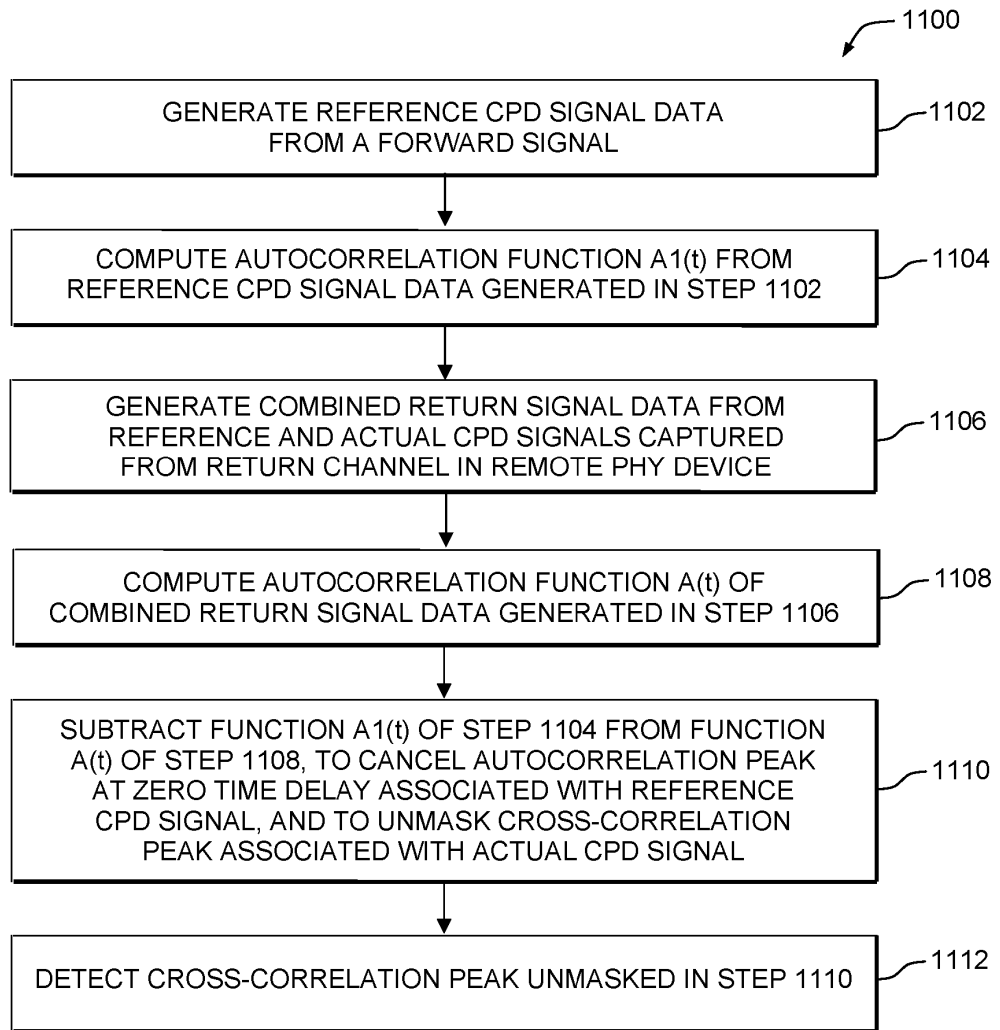 1100
GENERATE REFERENCE CPD SIGNAL DATA
FROM A FORWARD SIGNAL
1102
COMPUTE AUTOCORRELATION FUNCTION A1(t) FROM
REFERENCE CPD SIGNAL DATA GENERATED IN STEP 1102
1104
GENERATE COMBINED RETURN SIGNAL DATA FROM
REFERENCE AND ACTUAL CPD SIGNALS CAPTURED
FROM RETURN CHANNEL IN REMOTE PHY DEVICE
1106
COMPUTE AUTOCORRELATION FUNCTION A(t) OF
COMBINED RETURN SIGNAL DATA GENERATED IN STEP 1106
1108
SUBTRACT FUNCTION A1(t) OF STEP 1104 FROM FUNCTION
A(t) OF STEP 1108, TO CANCEL AUTOCORRELATION PEAK
AT ZERO TIME DELAY ASSOCIATED WITH REFERENCE
CPD SIGNAL, AND TO UNMASK CROSS-CORRELATION
PEAK ASSOCIATED WITH ACTUAL CPD SIGNAL
1110
DETECT CROSS-CORRELATION PEAK UNMASKED IN STEP 1110
1112